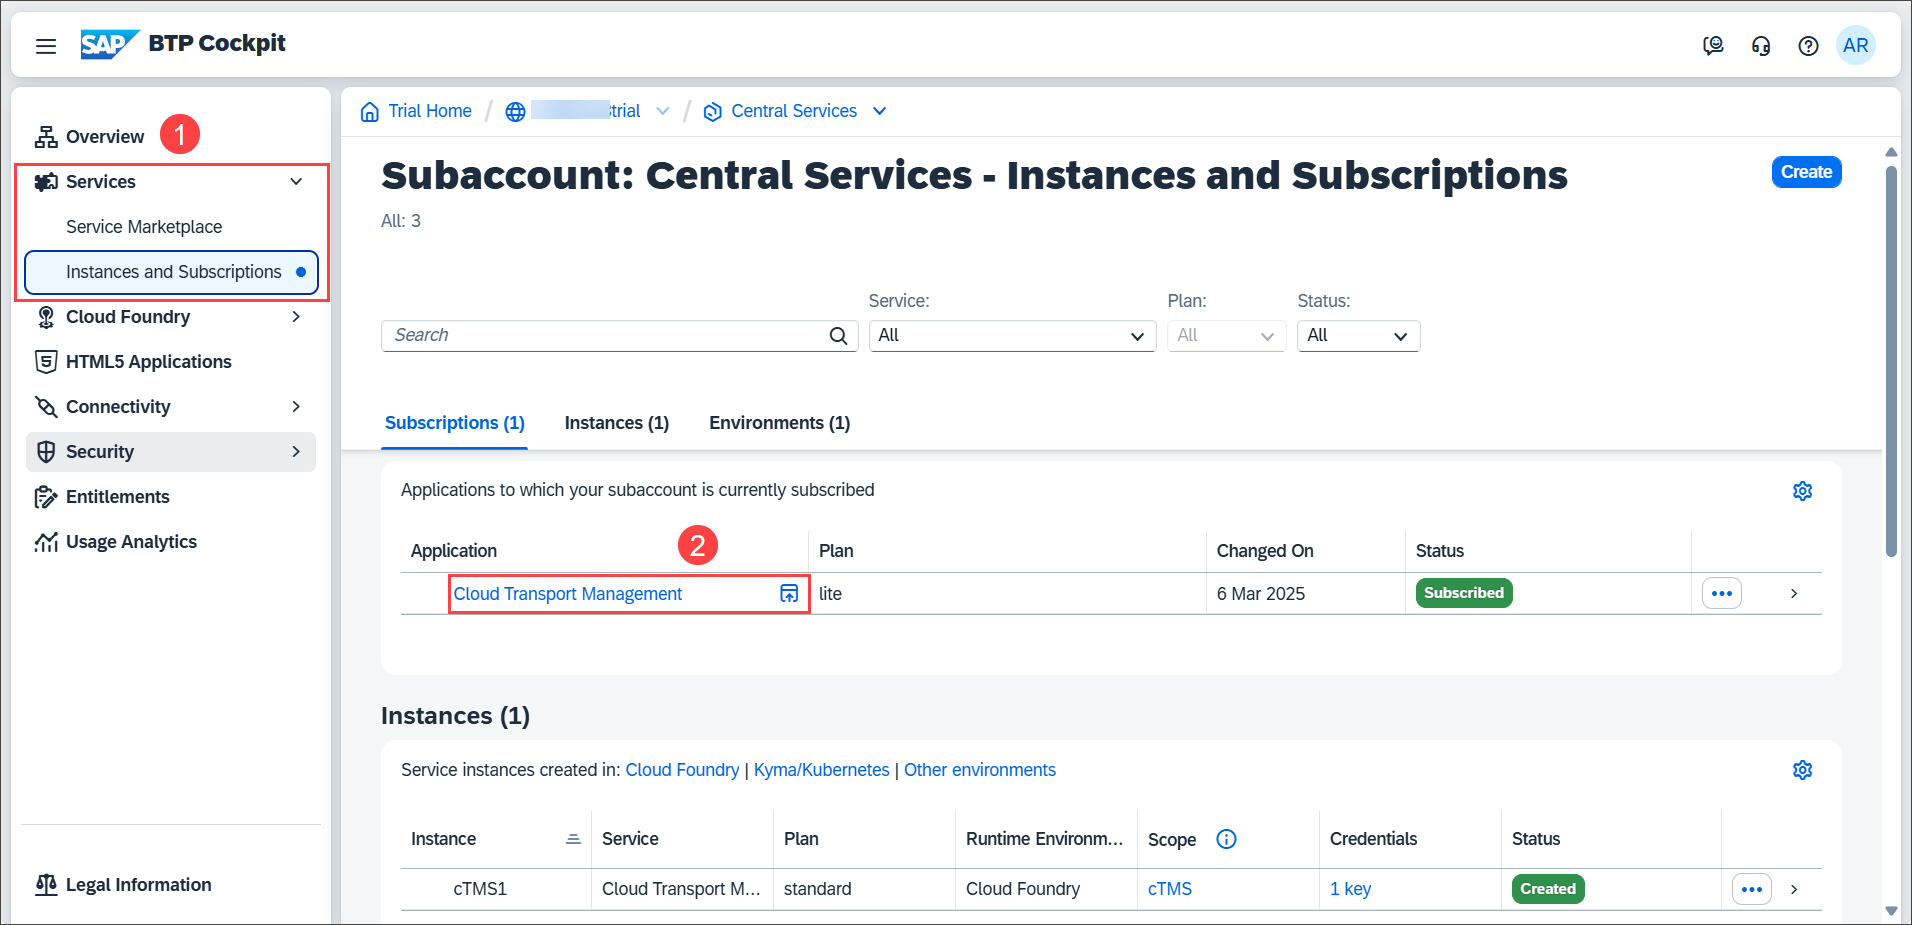 SAP BTP Cockpit
AR
Overview 1
Services
Service Marketplace
Instances and Subscriptions
Cloud Foundry
HTML5 Applications
Connectivity
Security
Entitlements
Usage Analytics
Legal Information
Trial Home / trial / Central Services
Subaccount: Central Services - Instances and Subscriptions
Create
All: 3
Service: Plan: Status:
Search All All All
Subscriptions (1) Instances (1) Environments (1)
Applications to which your subaccount is currently subscribed
Application 2 Plan Changed On Status
Cloud Transport Management lite 6 Mar 2025 Subscribed
Instances (1)
Service instances created in: Cloud Foundry | Kyma/Kubernetes | Other environments
Instance Service Plan Runtime Environm... Scope Credentials Status
cTMS1 Cloud Transport M... standard Cloud Foundry cTMS 1 key Created